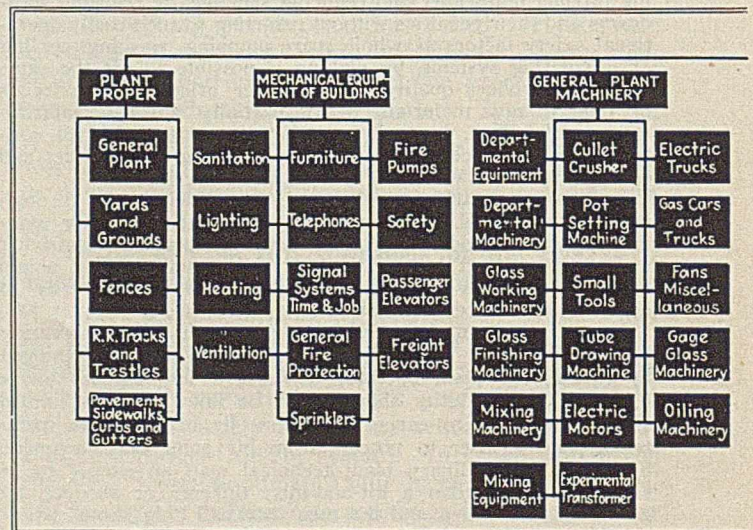 PLANT
PROPER
MECHANICAL EQUIP-
MENT OF BUILDINGS
GENERAL PLANT
MACHINERY
General
Plant
Yards
and
Grounds
Fences
R.R.Tracks
and
Trestles
Pavements,
Sidewalks,
Curbs and
Gutters
Sanitation
Lighting
Heating
Ventilation
Furniture
Telephones
Signal
Systems
Time & Job
General
Fire
Protection
Sprinklers
Fire
Pumps
Safety
Passenger
Elevators
Freight
Elevators
Depart-
mental
Equipment
Depart-
mental
Machinery
Glass
Working
Machinery
Glass
Finishing
Machinery
Mixing
Machinery
Mixing
Equipment
Cullet
Crusher
Pot
Setting
Machine
Small
Tools
Tube
Drawing
Machine
Electric
Motors
Experimental
Transformer
Electric
Trucks
Gas Cars
and
Trucks
Fans
Miscel-
laneous
Gage
Glass
Machinery
Oiling
Machinery